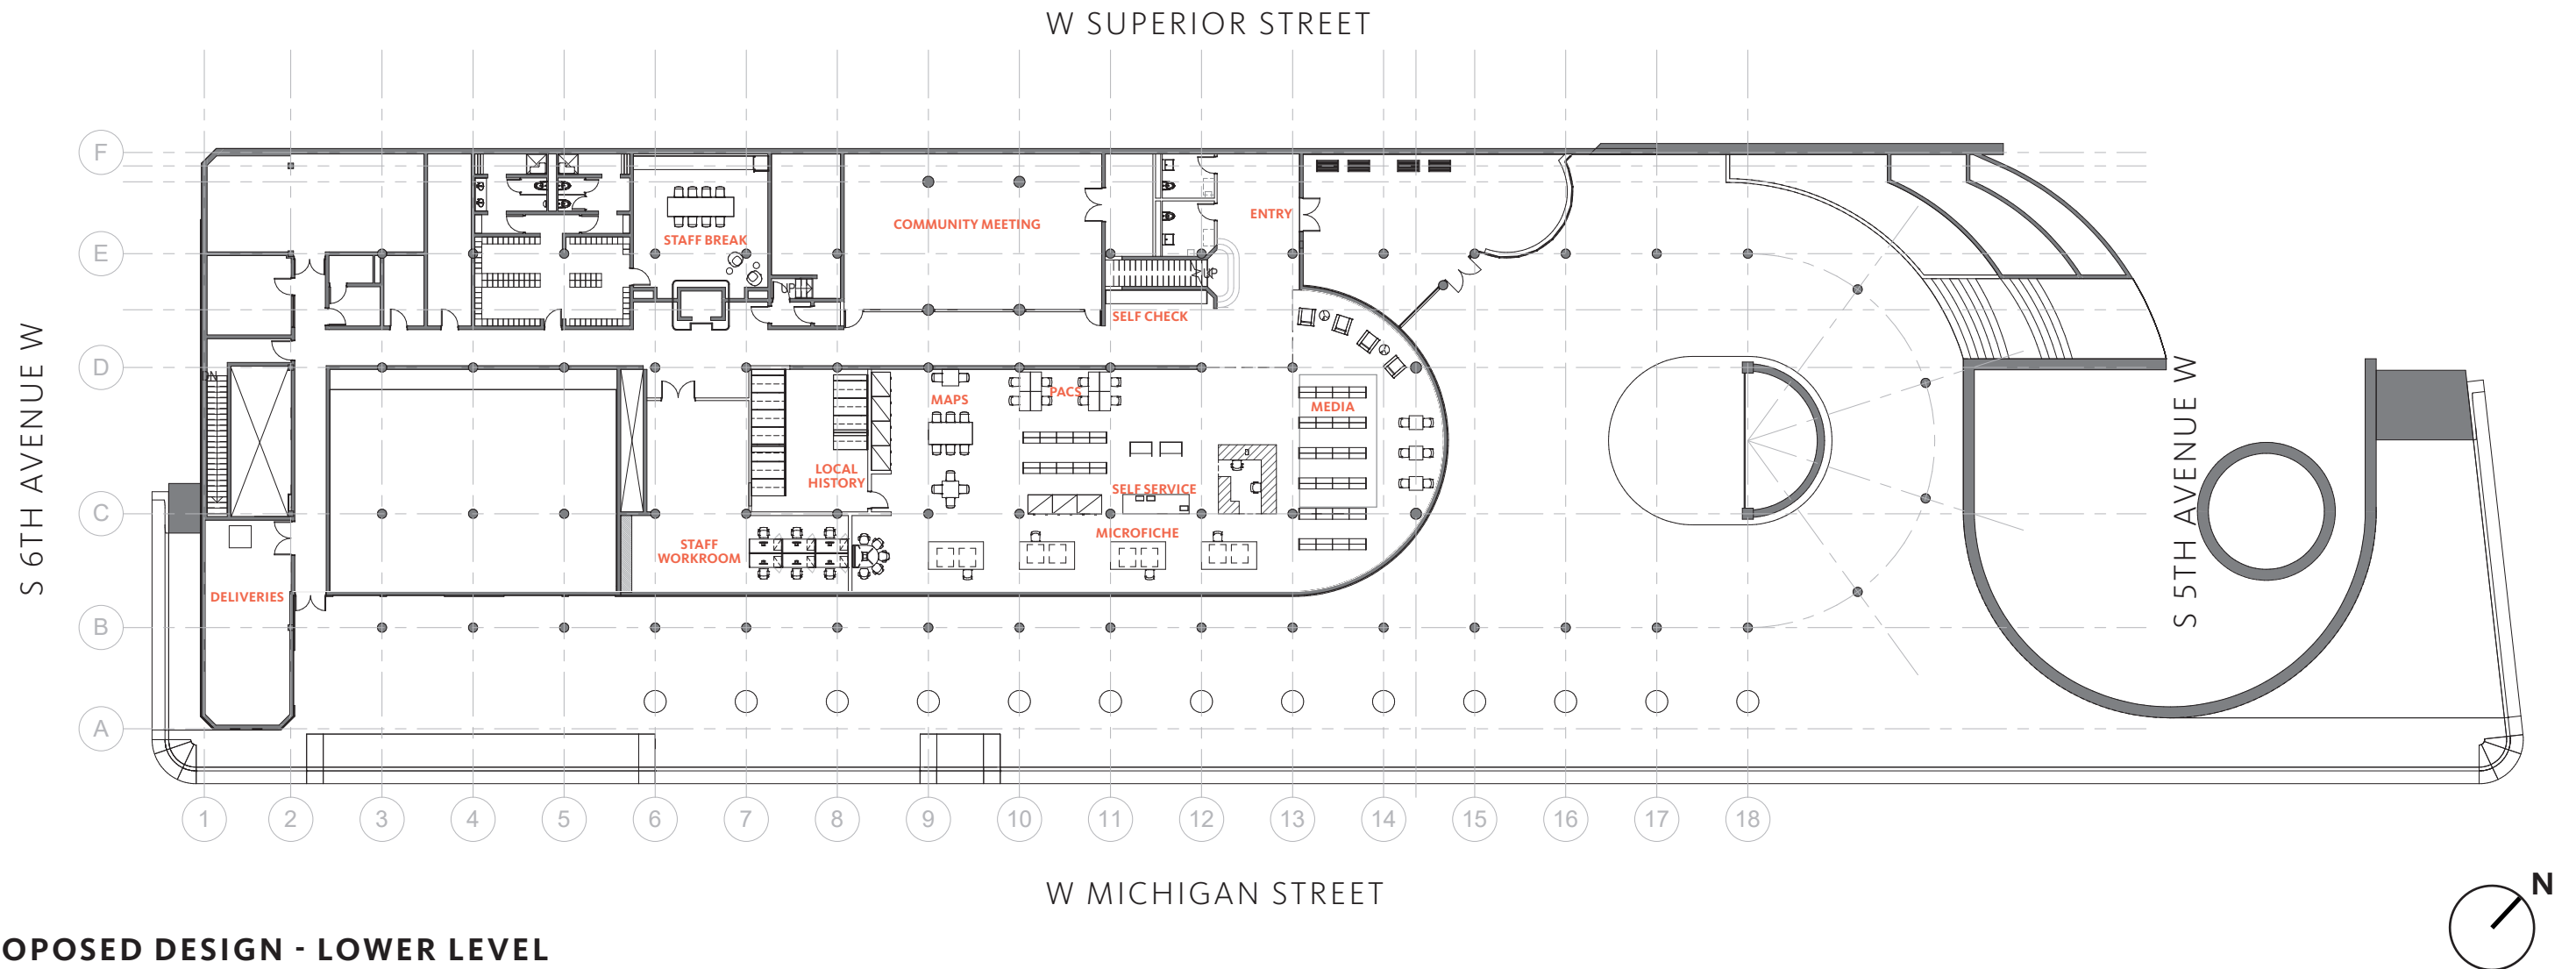 W SUPERIOR STREET
F
E
D
C
B
A
S 6TH AVENUE W
STAFF BREAK
COMMUNITY MEETING
ENTRY
UP
UP
SELF CHECK
DN
MAPS
PACS
MEDIA
LOCAL
HISTORY
SELF SERVICE
MICROFICHE
STAFF
WORKROOM
DELIVERIES
S 5TH AVENUE W
1 2 3 4 5 6 7 8 9 10 11 12 13 14 15 16 17 18
W MICHIGAN STREET
N
OPOSED DESIGN - LOWER LEVEL